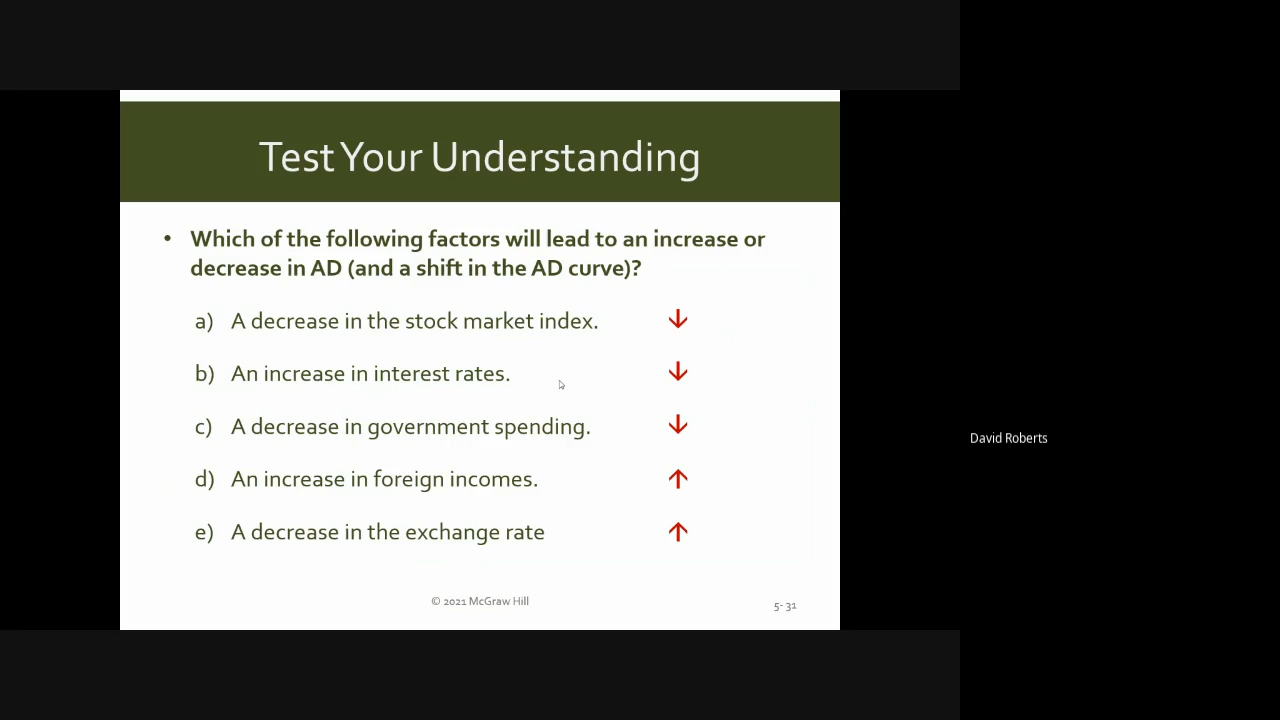 Test Your Understanding
• Which of the following factors will lead to an increase or
decrease in AD (and a shift in the AD curve)?
a) A decrease in the stock market index. ↓
b) An increase in interest rates. ↓
c) A decrease in government spending. ↓
d) An increase in foreign incomes. ↑
e) A decrease in the exchange rate ↑
© 2021 McGraw Hill
5- 31
David Roberts